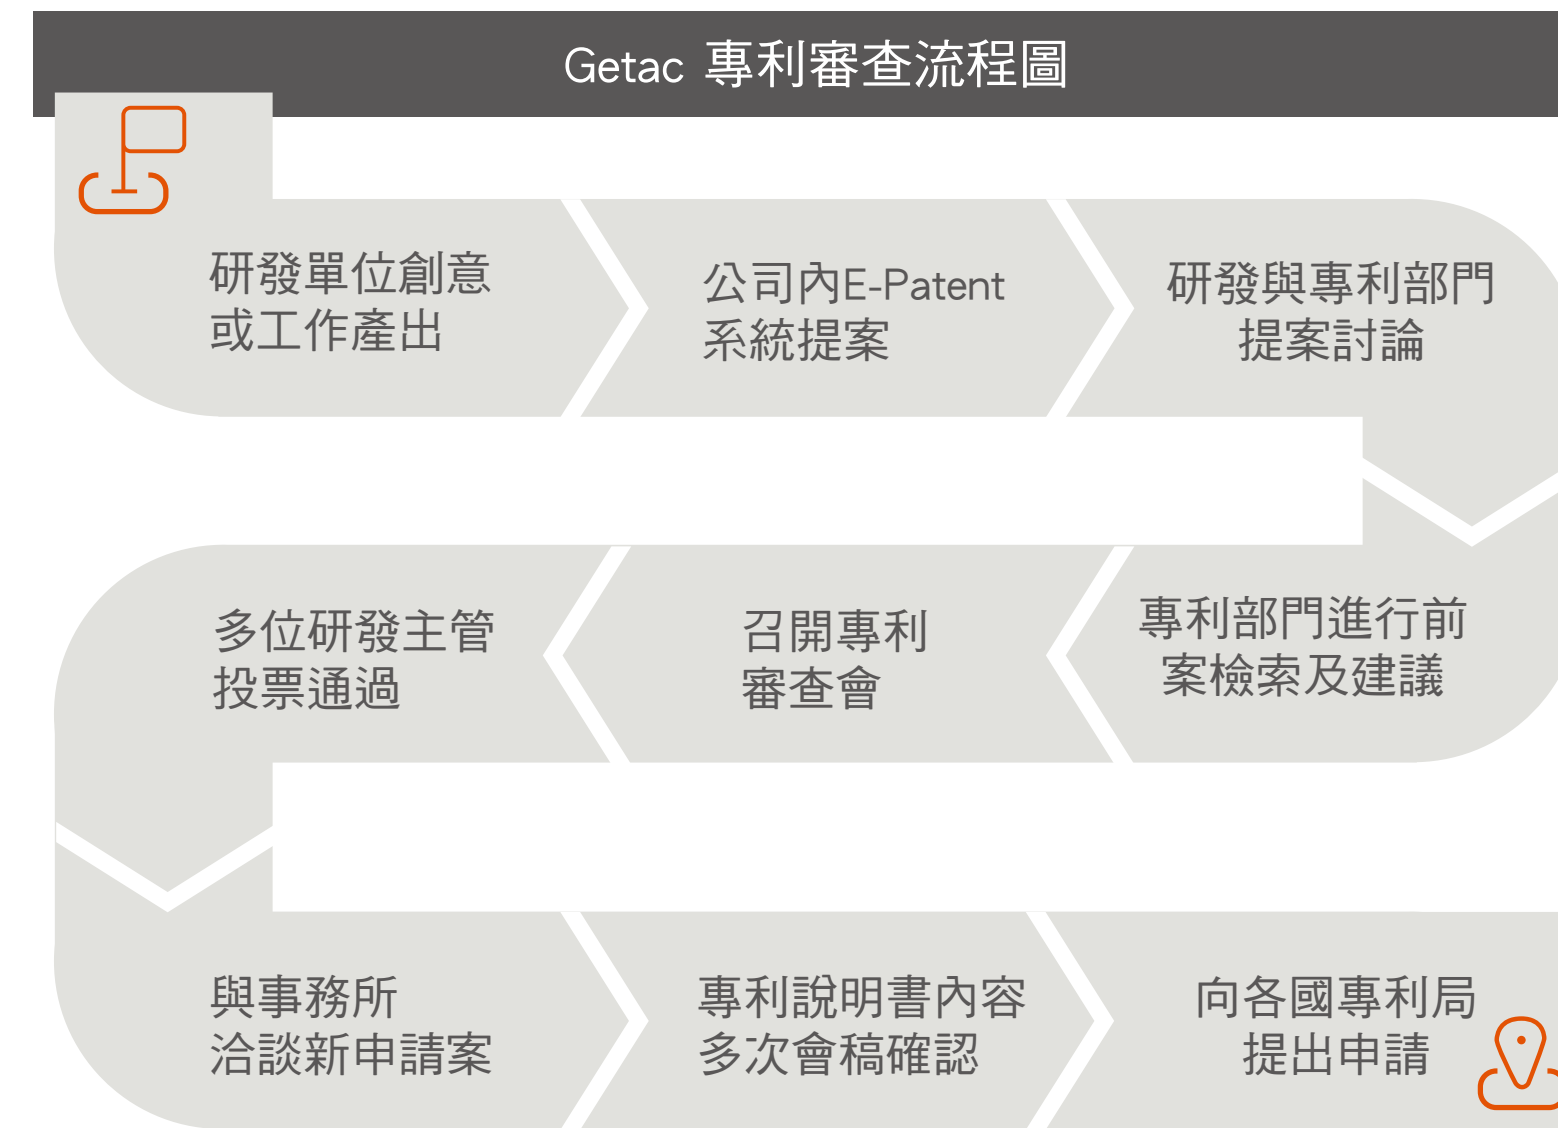 Getac 專利審查流程圖
研發單位創意
或工作產出
公司內E-Patent
系統提案
研發與專利部門
提案討論
專利部門進行前
案檢索及建議
召開專利
審查會
多位研發主管
投票通過
與事務所
洽談新申請案
專利說明書內容
多次會稿確認
向各國專利局
提出申請